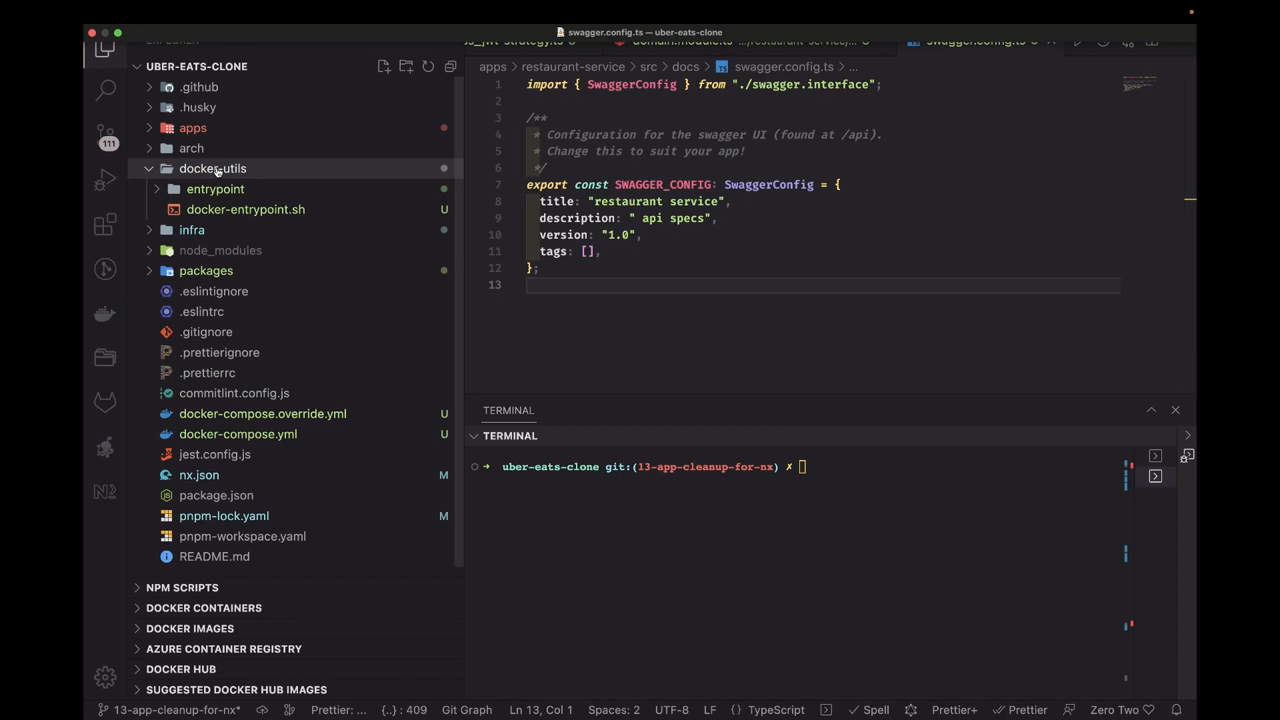 swagger.config.ts — uber-eats-clone
UBER-EATS-CLONE
.github
.husky
apps
arch
docker-utils
entrypoint
docker-entrypoint.sh U
infra
node_modules
packages
.eslintignore
.eslintrc
.gitignore
.prettierignore
.prettierrc
commitlint.config.js
docker-compose.override.yml U
docker-compose.yml U
jest.config.js
nx.json M
package.json
pnpm-lock.yaml M
pnpm-workspace.yaml
README.md
NPM SCRIPTS
DOCKER CONTAINERS
DOCKER IMAGES
AZURE CONTAINER REGISTRY
DOCKER HUB
SUGGESTED DOCKER HUB IMAGES
111
apps > restaurant-service > src > docs > swagger.config.ts > ...
1 import { SwaggerConfig } from "./swagger.interface";
2
3 /**
4 * Configuration for the swagger UI (found at /api).
5 * Change this to suit your app!
6 */
7 export const SWAGGER_CONFIG: SwaggerConfig = {
8 title: "restaurant service",
9 description: " api specs",
10 version: "1.0",
11 tags: [],
12 };
13
TERMINAL
TERMINAL
uber-eats-clone git:(13-app-cleanup-for-nx) ✗
13-app-cleanup-for-nx* Prettier: ... {..} : 409 Git Graph Ln 13, Col 1 Spaces: 2 UTF-8 LF {} TypeScript Spell Prettier+ Prettier Zero Two